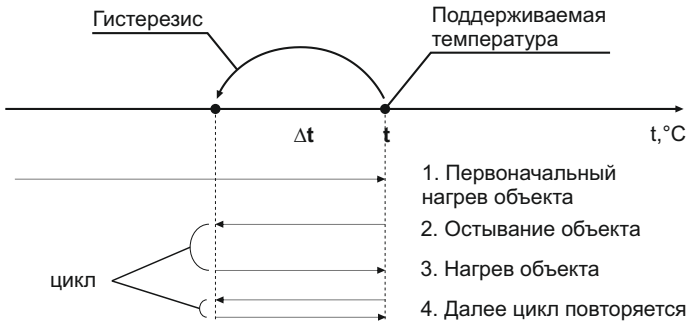 Гистерезис
Поддерживаемая
температура
Δt
t
t,°C
1. Первоначальный
нагрев объекта
2. Остывание объекта
цикл
3. Нагрев объекта
4. Далее цикл повторяется